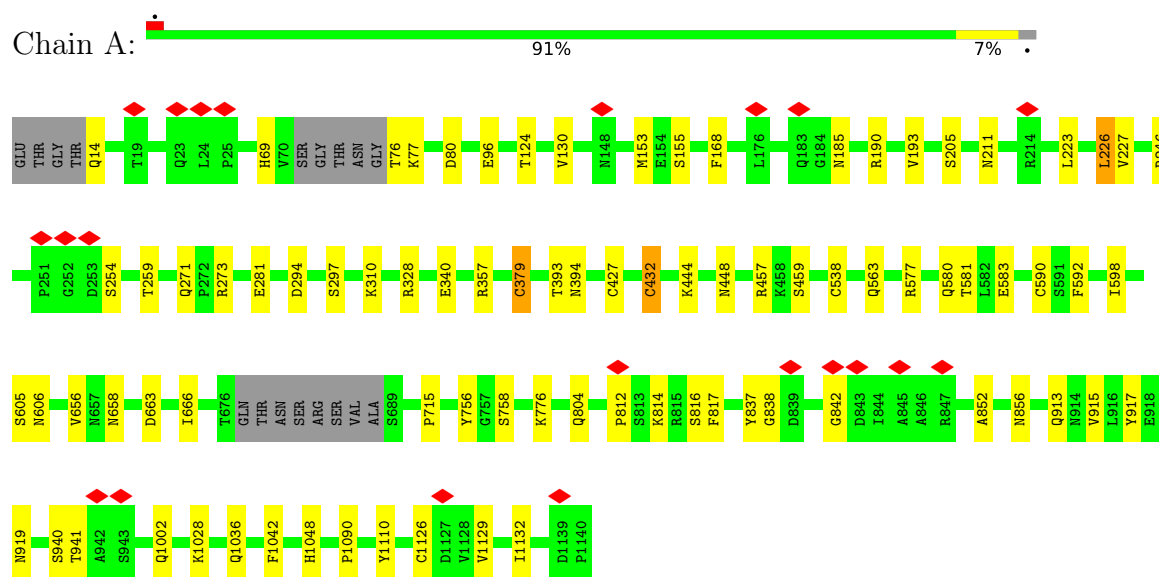 Chain A:
91%
7%
GLU THR GLY THR Q14 T19 Q23 L24 P25 H69 V70 SER GLY THR ASN GLY T76 K77 D80 E96 T124 V130 N148 M153 E154 S155 F168 L176 Q183 G184 N185 R190 V193 S205 N211 R214 L223 L226 V227
P251 G252 D253 S254 T259 Q271 P272 R273 E281 D294 S297 K310 R328 E340 R357 C379 T393 N394 C427 C432 K444 N448 R457 K458 S459 C538 Q563 R577 Q580 T581 L582 E583 C590 S591 F592 I598
S605 N606 V656 N657 N658 D663 I666 T676 GLN THR ASN SER ARG SER VAL ALA S689 P715 Y756 G757 S758 K776 Q804 P812 S813 K814 R815 S816 F817 Y837 G838 D839 G842 D843 I844 A845 A846 R847 A852 N856 Q913 N914 V915 L916 Y917 E918
N919 S940 T941 A942 S943 Q1002 K1028 Q1036 F1042 H1048 P1090 Y1110 C1126 D1127 V1128 V1129 I1132 D1139 P1140